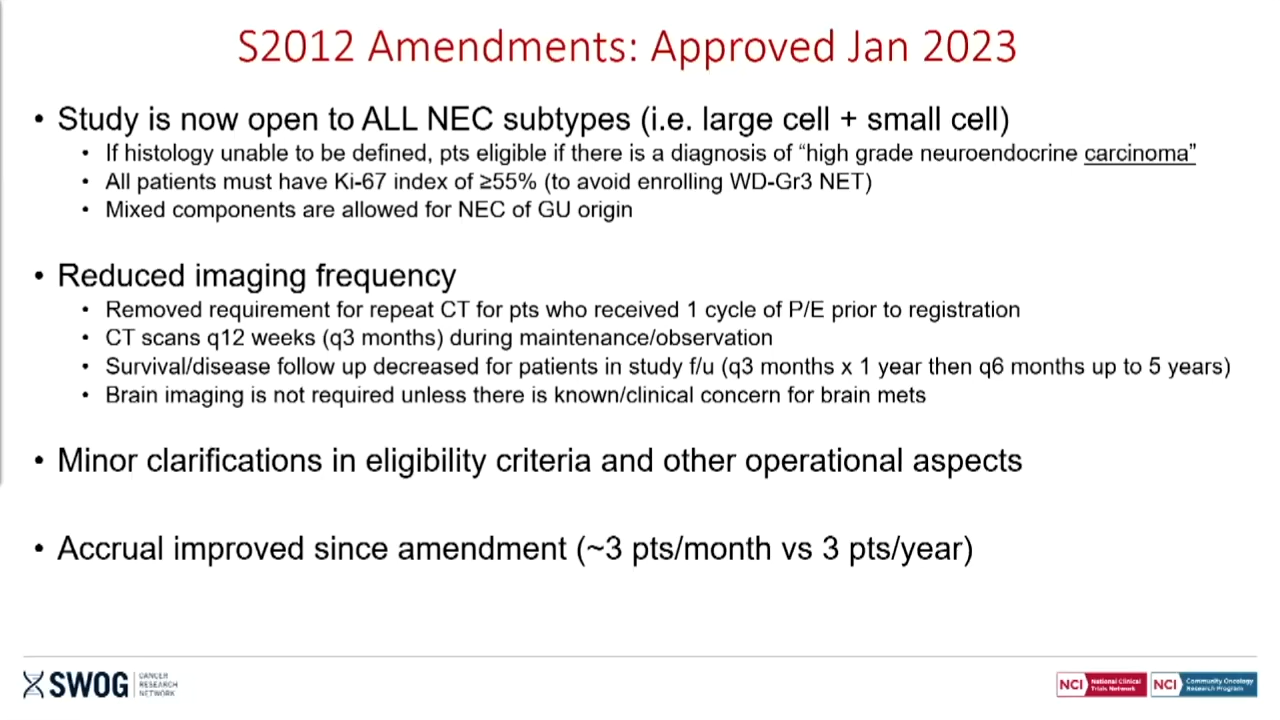 S2012 Amendments: Approved Jan 2023
• Study is now open to ALL NEC subtypes (i.e. large cell + small cell)
• If histology unable to be defined, pts eligible if there is a diagnosis of “high grade neuroendocrine carcinoma”
• All patients must have Ki-67 index of ≥55% (to avoid enrolling WD-Gr3 NET)
• Mixed components are allowed for NEC of GU origin
• Reduced imaging frequency
• Removed requirement for repeat CT for pts who received 1 cycle of P/E prior to registration
• CT scans q12 weeks (q3 months) during maintenance/observation
• Survival/disease follow up decreased for patients in study f/u (q3 months x 1 year then q6 months up to 5 years)
• Brain imaging is not required unless there is known/clinical concern for brain mets
• Minor clarifications in eligibility criteria and other operational aspects
• Accrual improved since amendment (~3 pts/month vs 3 pts/year)
SWOG
CANCER
RESEARCH
NETWORK
NCI
National Clinical
Trials Network
NCI
Community Oncology
Research Program